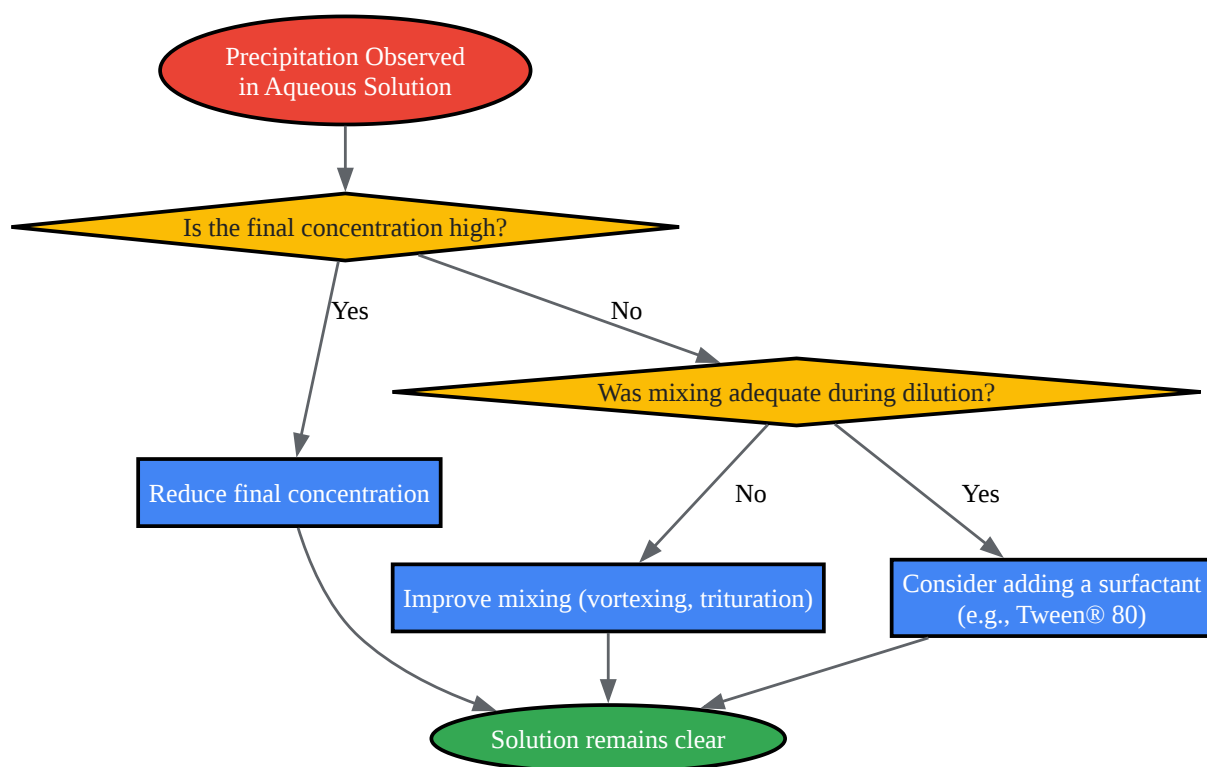 Precipitation Observed
in Aqueous Solution
Is the final concentration high?
Yes
No
Was mixing adequate during dilution?
Reduce final concentration
No
Yes
Improve mixing (vortexing, trituration)
Consider adding a surfactant
(e.g., Tween® 80)
Solution remains clear